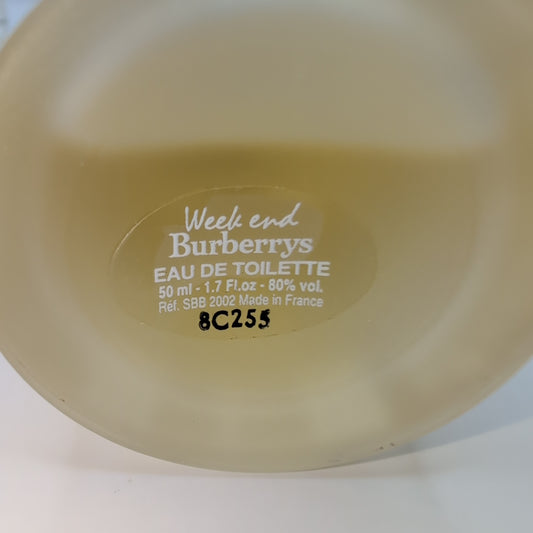 Week end
Burberrys
EAU DE TOILETTE
50 ml - 1.7 Fl.oz - 80% vol.
Réf. SBB 2002 Made in France
8C255